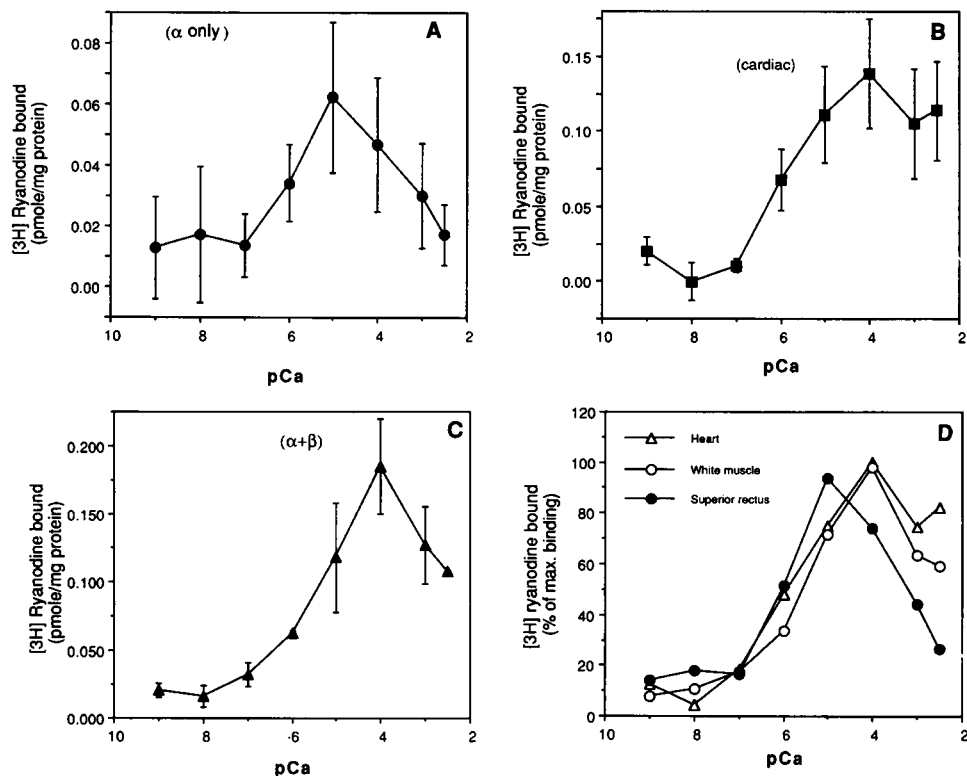 A
(α only)
[3H] Ryanodine bound
(pmole/mg protein)
0.08
0.06
0.04
0.02
0.00
10 8 6 4 2
pCa
B
(cardiac)
[3H] Ryanodine bound
(pmole/mg protein)
0.15
0.10
0.05
0.00
10 8 6 4 2
pCa
C
(α+β)
[3H] Ryanodine bound
(pmole/mg protein)
0.200
0.150
0.100
0.050
0.000
10 8 ·6 4 2
pCa
D
Heart
White muscle
Superior rectus
[3H] ryanodine bound
(% of max. binding)
120
100
80
60
40
20
0
10 8 6 4 2
pCa